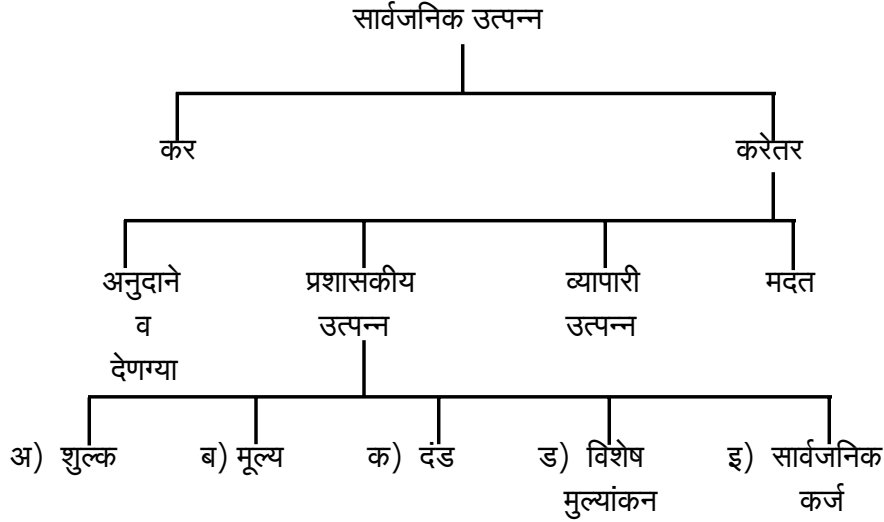 सार्वजनिक उत्पन्न
कर
करेतर
अनुदाने
व
देणग्या
प्रशासकीय
उत्पन्न
व्यापारी
उत्पन्न
मदत
अ) शुल्क
ब) मूल्य
क) दंड
ड) विशेष
मुल्यांकन
इ) सार्वजनिक
कर्ज